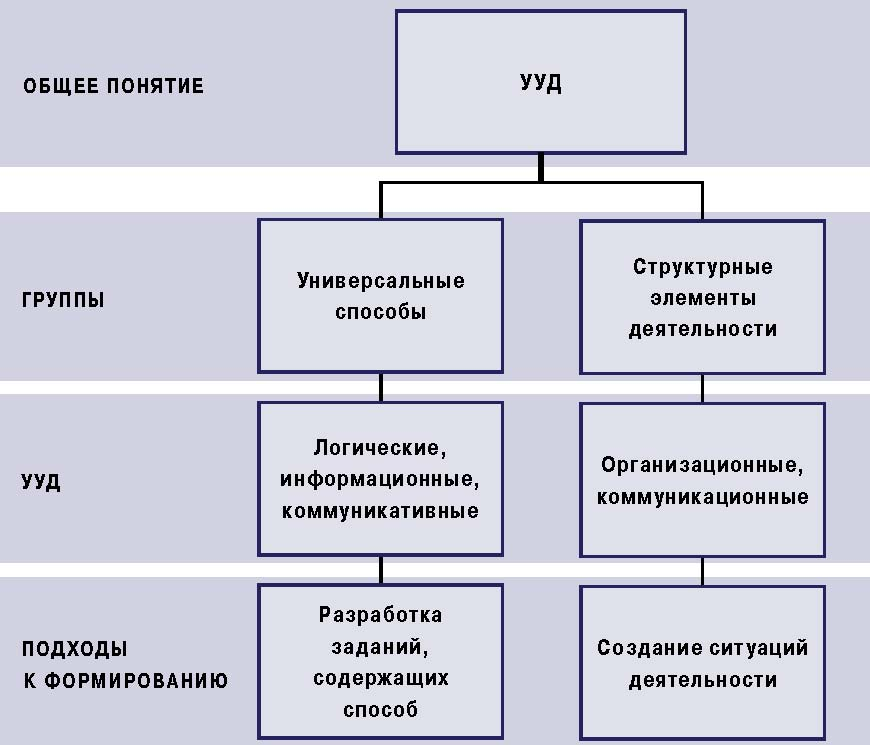 ОБЩЕЕ ПОНЯТИЕ
УУД
ГРУППЫ
Универсальные
способы
Структурные
элементы
деятельности
УУД
Логические,
информационные,
коммуникативные
Организационные,
коммуникационные
ПОДХОДЫ
К ФОРМИРОВАНИЮ
Разработка
заданий,
содержащих
способ
Создание ситуаций
деятельности